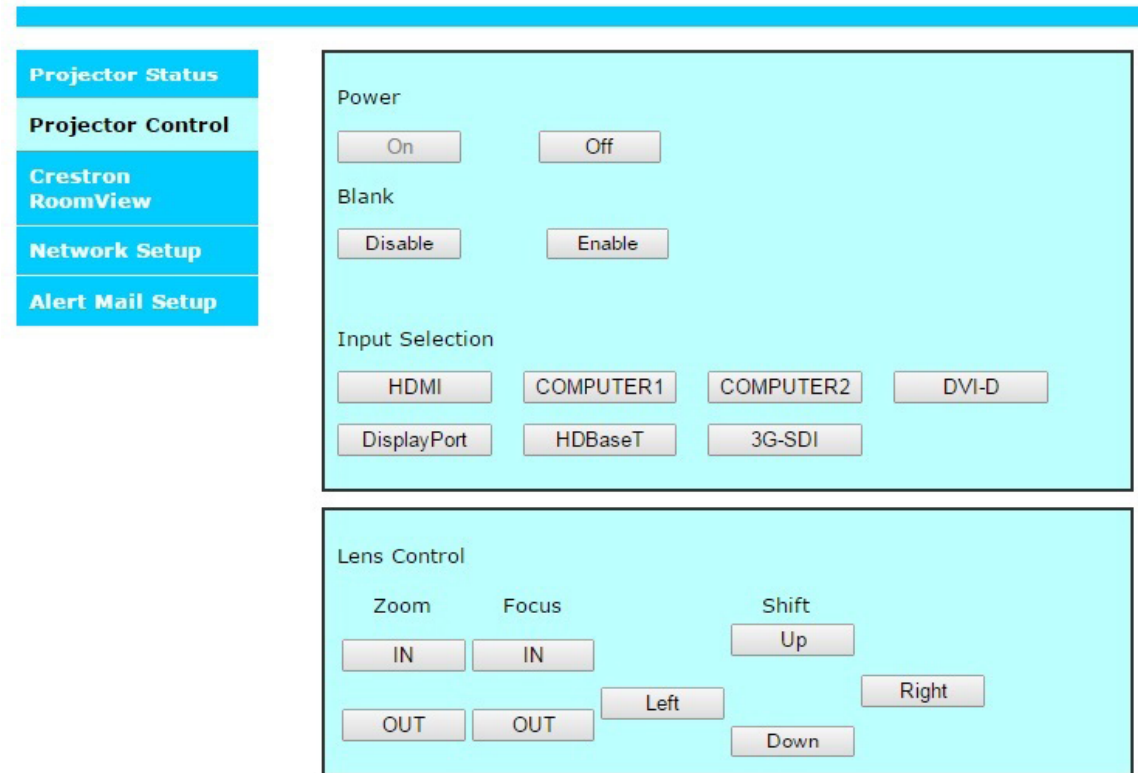 Projector Status
Projector Control
Crestron
RoomView
Network Setup
Alert Mail Setup
Power
On Off
Blank
Disable Enable
Input Selection
HDMI COMPUTER1 COMPUTER2 DVI-D
DisplayPort HDBaseT 3G-SDI
Lens Control
Zoom Focus Shift
Up
IN IN
Left Right
OUT OUT
Down